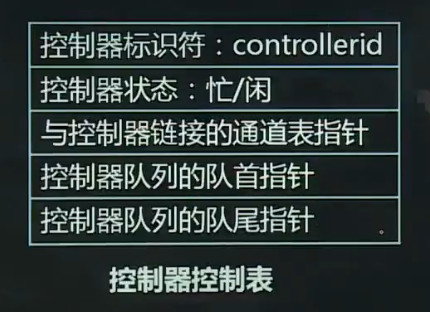 控制器标识符：controllerid
控制器状态：忙/闲
与控制器链接的通道表指针
控制器队列的队首指针
控制器队列的队尾指针
控制器控制表